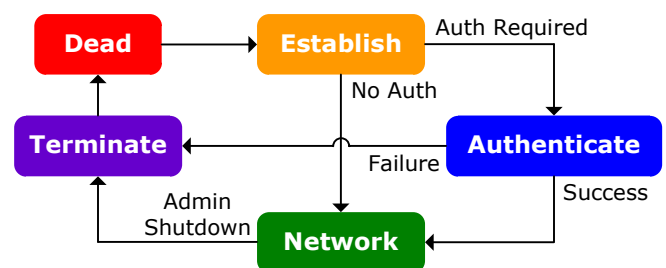 Dead
Establish
Auth Required
No Auth
Terminate
Authenticate
Failure
Success
Admin
Shutdown
Network